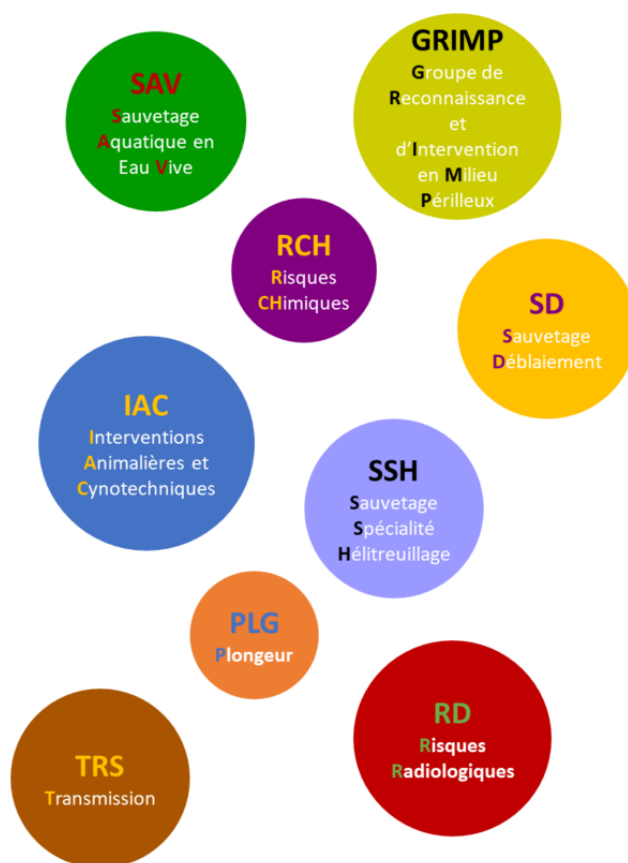 SAV
Sauvetage
Aquatique en
Eau Vive
GRIMP
Groupe de
Reconnaissance
et
d'Intervention
en Milieu
Périlleux
RCH
Risques
CHimiques
SD
Sauvetage
Déblaiement
IAC
Interventions
Animalières et
Cynotechniques
SSH
Sauvetage
Spécialité
Hélitreuillage
PLG
Plongeur
RD
Risques
Radiologiques
TRS
Transmission